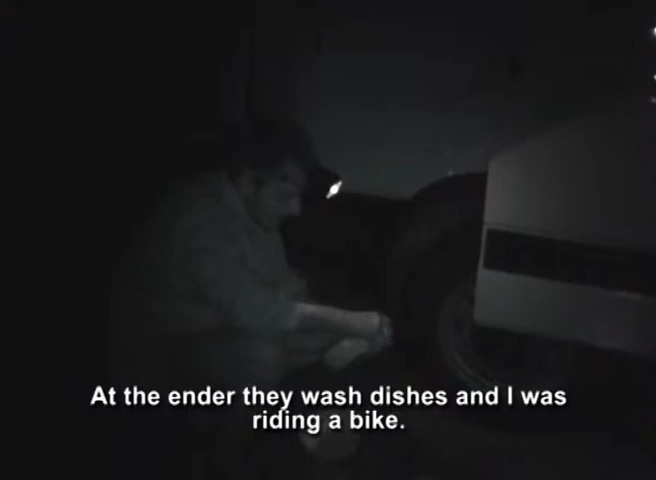 At the ender they wash dishes and I was
riding a bike.